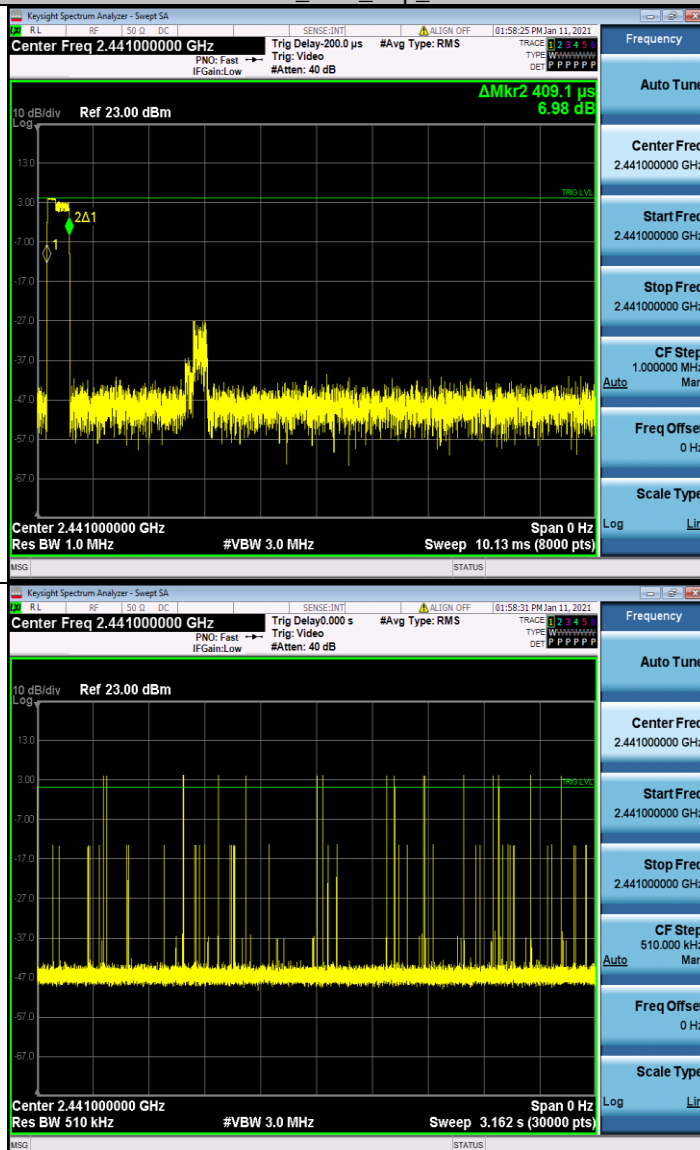 Keysight Spectrum Analyzer - Swept SA
RL RF 50 Ω DC SENSE:INT ALIGN OFF 01:58:25 PM Jan 11, 2021
Center Freq 2.441000000 GHz
PNO: Fast
IFGain:Low
Trig Delay-200.0 µs
Trig: Video
#Atten: 40 dB
#Avg Type: RMS
TRACE 1 2 3 4 5 6
TYPE
DET P P P P P P
Frequency
ΔMkr2 409.1 µs
6.98 dB
10 dB/div Ref 23.00 dBm
Log
13.0
3.00
-7.00
-17.0
-27.0
-37.0
-47.0
-57.0
-67.0
TRIG LVL
2Δ1
1
Center 2.441000000 GHz Span 0 Hz
Res BW 1.0 MHz #VBW 3.0 MHz Sweep 10.13 ms (8000 pts)
MSG STATUS
Auto Tune
Center Freq
2.441000000 GHz
Start Freq
2.441000000 GHz
Stop Freq
2.441000000 GHz
CF Step
1.000000 MHz
Auto Man
Freq Offset
0 Hz
Scale Type
Log Lin
Keysight Spectrum Analyzer - Swept SA
RL RF 50 Ω DC SENSE:INT ALIGN OFF 01:58:31 PM Jan 11, 2021
Center Freq 2.441000000 GHz
PNO: Fast
IFGain:Low
Trig Delay0.000 s
Trig: Video
#Atten: 40 dB
#Avg Type: RMS
TRACE 1 2 3 4 5 6
TYPE
DET P P P P P P
Frequency
10 dB/div Ref 23.00 dBm
Log
13.0
3.00
-7.00
-17.0
-27.0
-37.0
-47.0
-57.0
-67.0
TRIG LVL
Center 2.441000000 GHz Span 0 Hz
Res BW 510 kHz #VBW 3.0 MHz Sweep 3.162 s (30000 pts)
MSG STATUS
Auto Tune
Center Freq
2.441000000 GHz
Start Freq
2.441000000 GHz
Stop Freq
2.441000000 GHz
CF Step
510.000 kHz
Auto Man
Freq Offset
0 Hz
Scale Type
Log Lin